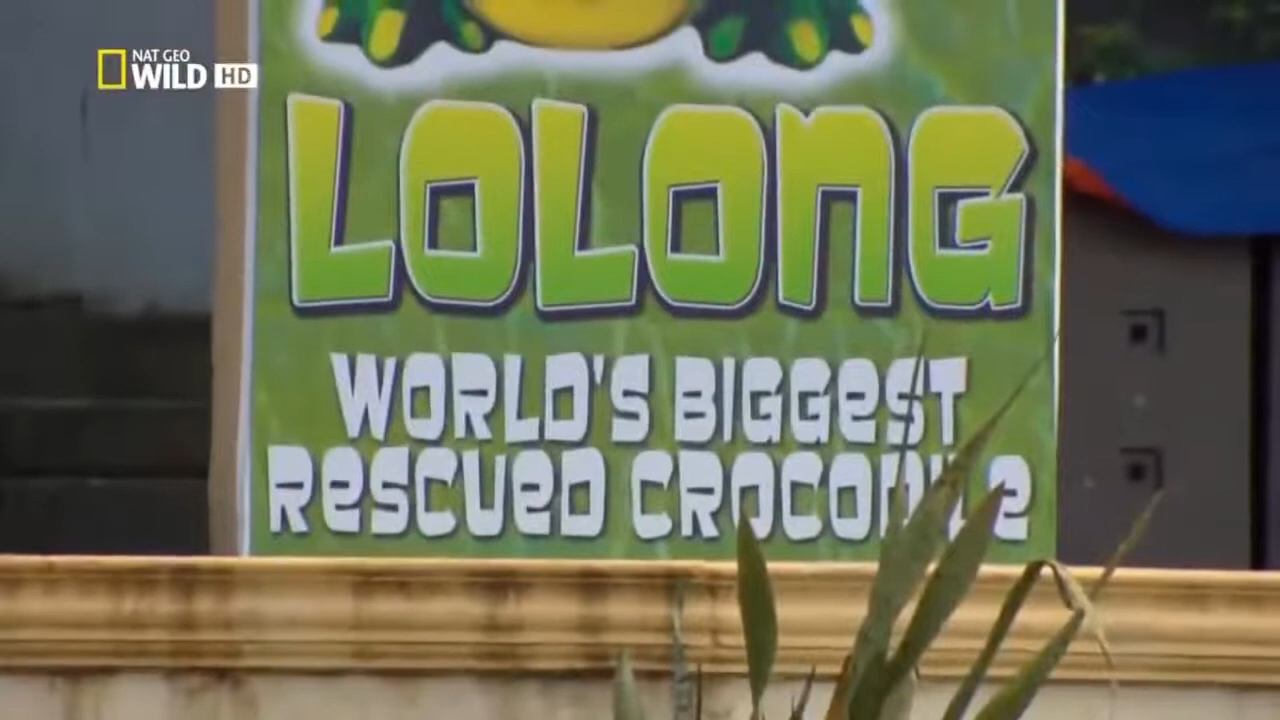 NAT GEO
WILD HD
LOLONG
WORLD'S BIGGEST
RESCUED CROCODILE